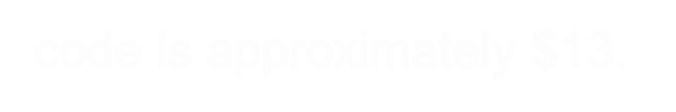 code is approximately $13.